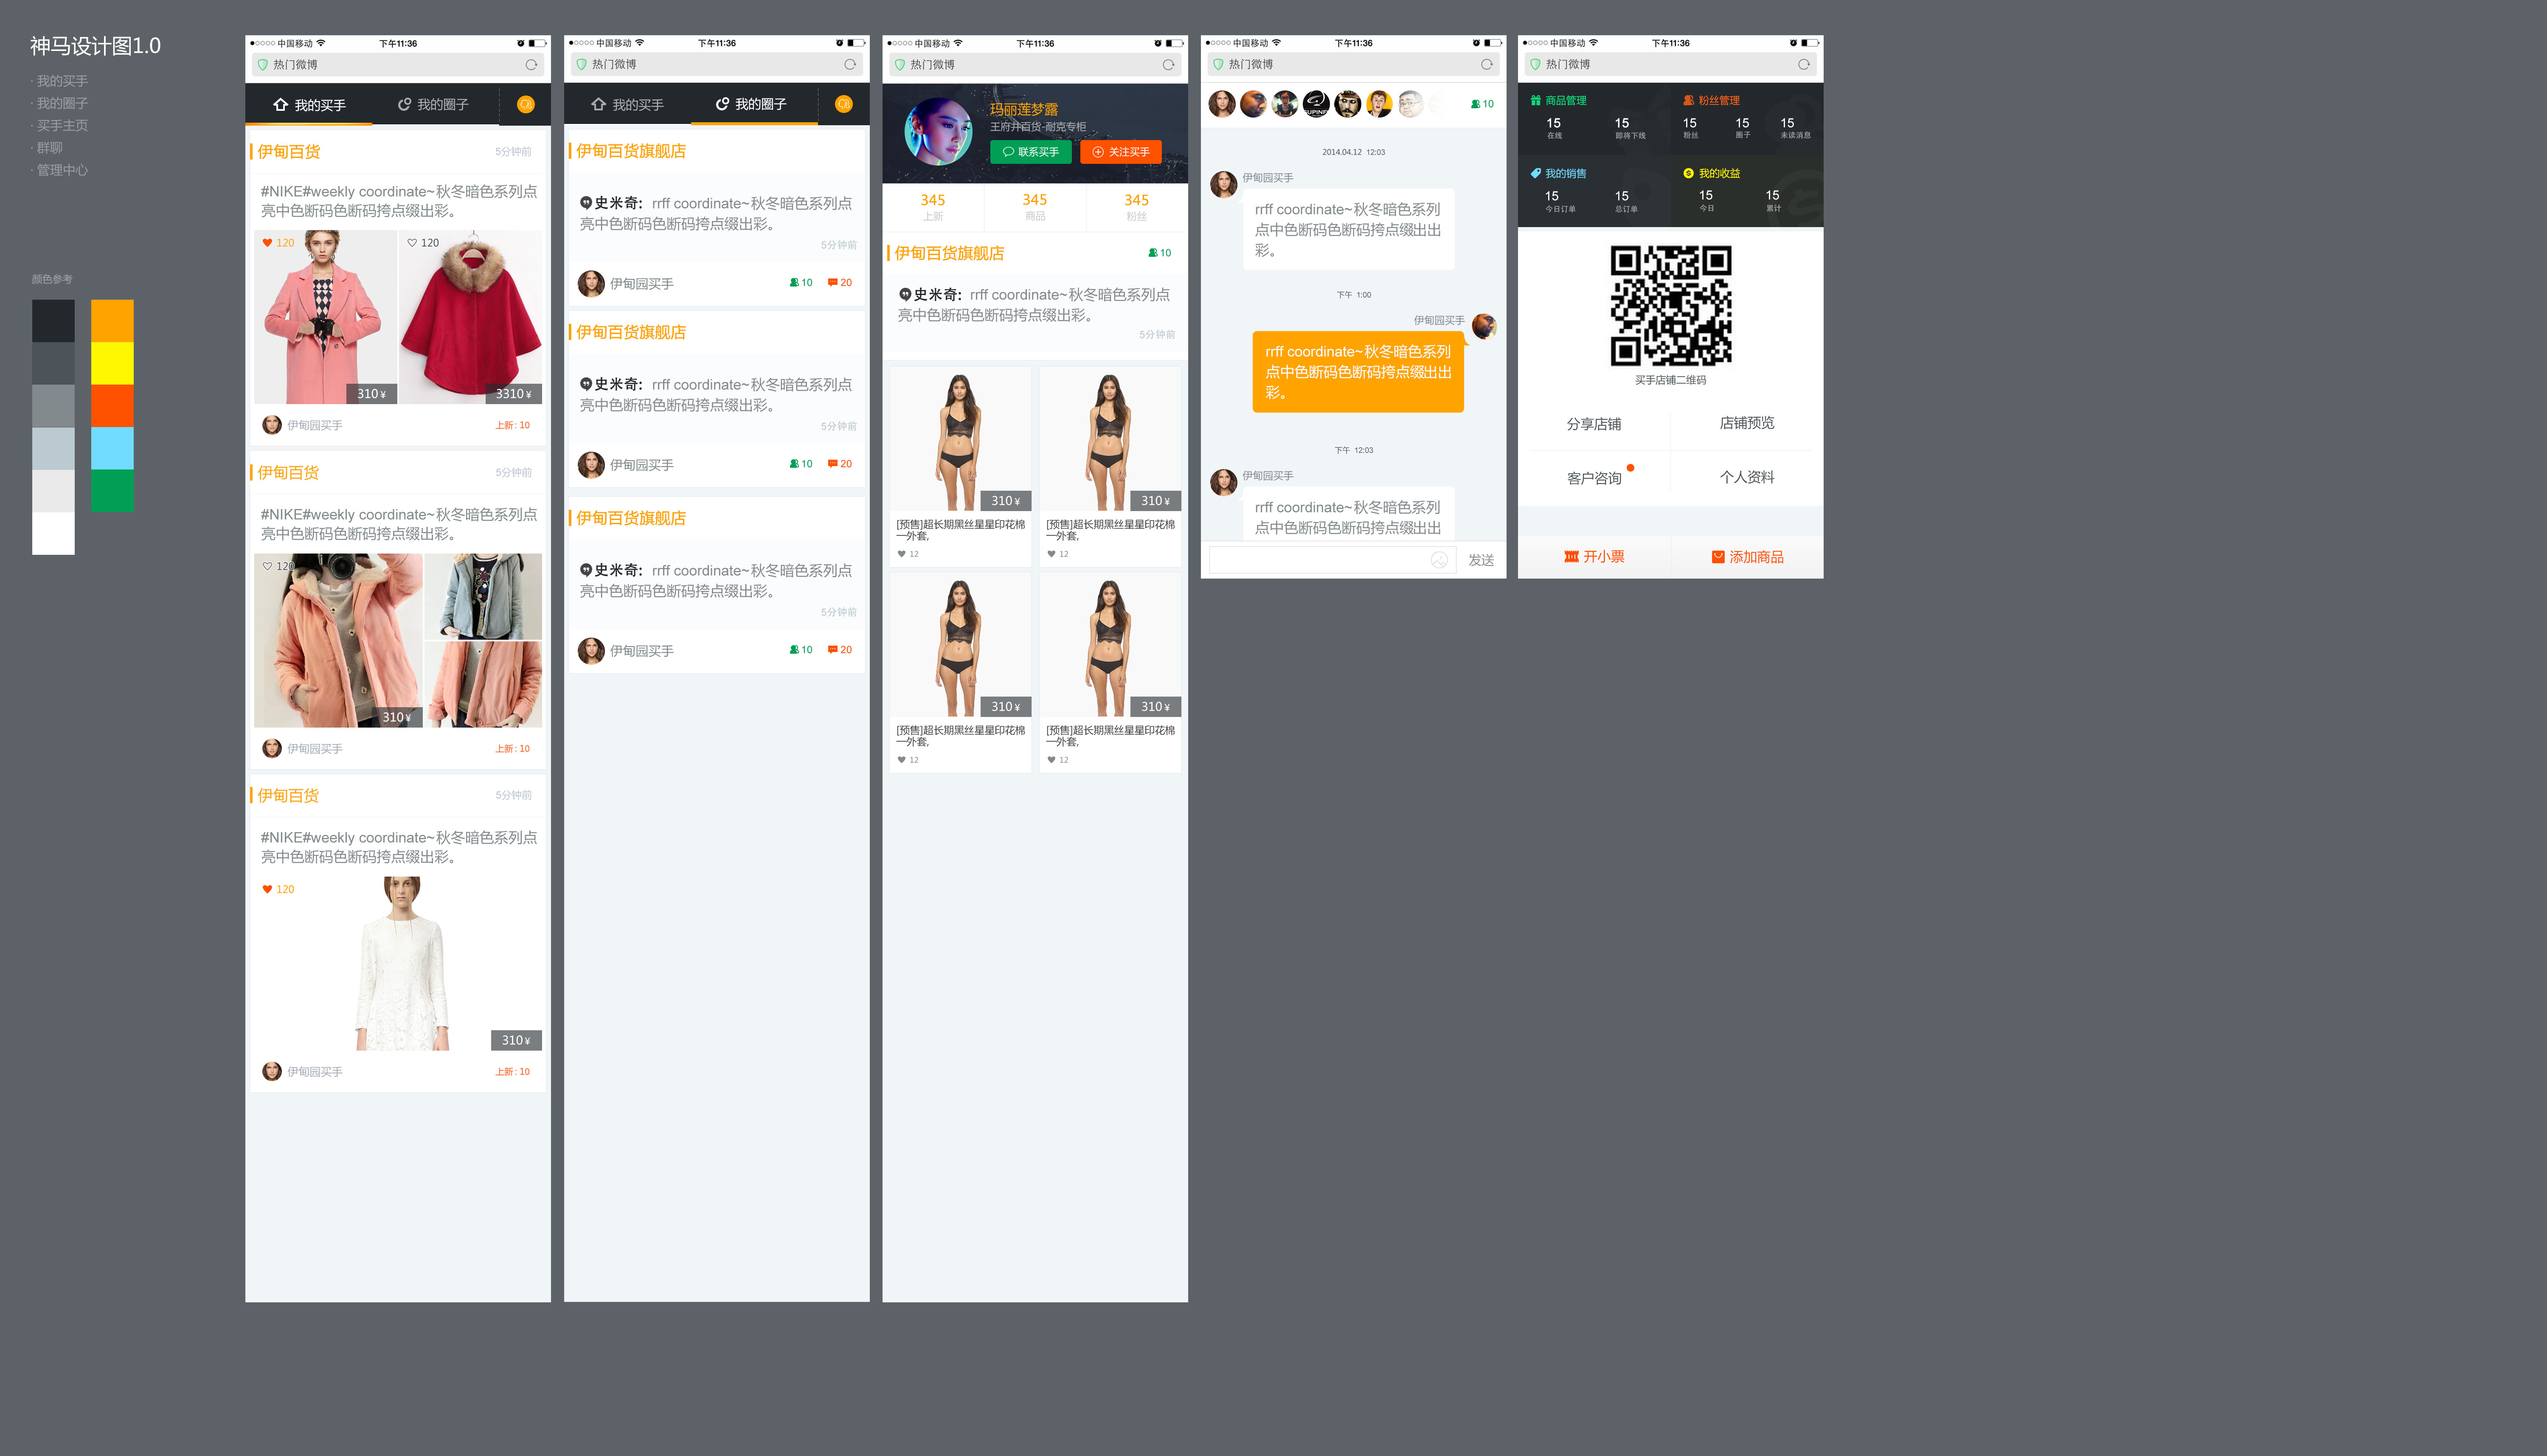 神马设计图1.0
· 我的买手
· 我的圈子
· 买手主页
· 群聊
· 管理中心
颜色参考
中国移动
下午11:36
热门微博
我的买手
我的圈子
伊甸百货
5分钟前
#NIKE#weekly coordinate~秋冬暗色系列点
亮中色断码色断码挎点缀出彩。
120
120
310¥
3310¥
伊甸园买手
上新: 10
伊甸百货
5分钟前
#NIKE#weekly coordinate~秋冬暗色系列点
亮中色断码色断码挎点缀出彩。
120
310¥
伊甸园买手
上新: 10
伊甸百货
5分钟前
#NIKE#weekly coordinate~秋冬暗色系列点
亮中色断码色断码挎点缀出彩。
120
310¥
伊甸园买手
上新: 10
中国移动
下午11:36
热门微博
我的买手
我的圈子
伊甸百货旗舰店
史米奇: rrff coordinate~秋冬暗色系列点
亮中色断码色断码挎点缀出彩。
5分钟前
伊甸园买手
10
20
伊甸百货旗舰店
史米奇: rrff coordinate~秋冬暗色系列点
亮中色断码色断码挎点缀出彩。
5分钟前
伊甸园买手
10
20
伊甸百货旗舰店
史米奇: rrff coordinate~秋冬暗色系列点
亮中色断码色断码挎点缀出彩。
5分钟前
伊甸园买手
10
20
中国移动
下午11:36
热门微博
玛丽莲梦露
王府井百货-耐克专柜
联系买手
关注买手
345
345
345
上新
商品
粉丝
伊甸百货旗舰店
10
史米奇: rrff coordinate~秋冬暗色系列点
亮中色断码色断码挎点缀出彩。
5分钟前
310¥
310¥
[预售]超长期黑丝星星印花棉
一外套,
12
[预售]超长期黑丝星星印花棉
一外套,
12
310¥
310¥
[预售]超长期黑丝星星印花棉
一外套,
12
[预售]超长期黑丝星星印花棉
一外套,
12
中国移动
下午11:36
热门微博
10
2014.04.12 12:03
伊甸园买手
rrff coordinate~秋冬暗色系列
点中色断码色断码挎点缀出出
彩。
下午 1:00
伊甸园买手
rrff coordinate~秋冬暗色系列
点中色断码色断码挎点缀出出
彩。
下午 12:03
伊甸园买手
rrff coordinate~秋冬暗色系列
点中色断码色断码挎点缀出出
发送
中国移动
下午11:36
热门微博
商品管理
15
15
在线
即将下线
粉丝管理
15
15
15
粉丝
圈子
未读消息
我的销售
15
15
今日订单
总订单
我的收益
15
15
今日
累计
买手店铺二维码
分享店铺
店铺预览
客户咨询
个人资料
开小票
添加商品